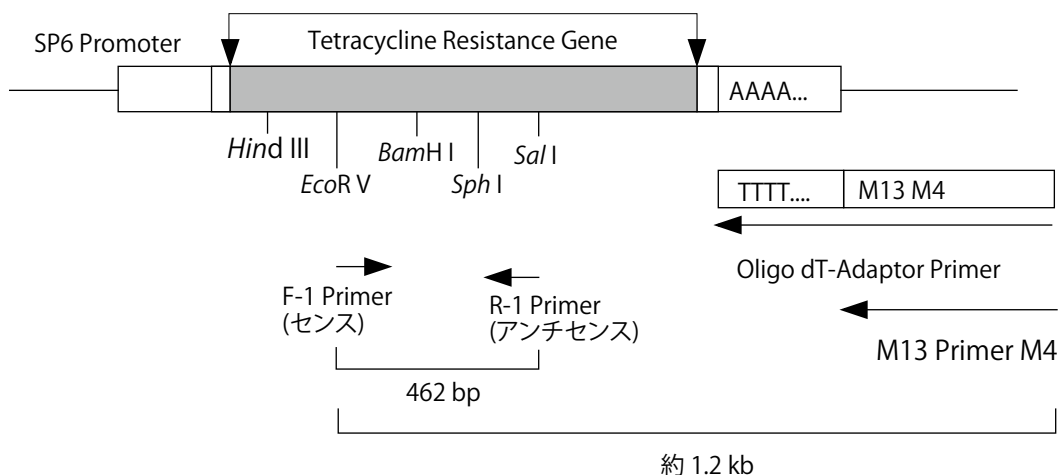 SP6 Promoter
Tetracycline Resistance Gene
AAAA...
Hind III
EcoR V
BamH I
Sph I
Sal I
TTTT....
M13 M4
Oligo dT-Adaptor Primer
F-1 Primer
(センス)
R-1 Primer
(アンチセンス)
M13 Primer M4
462 bp
約 1.2 kb